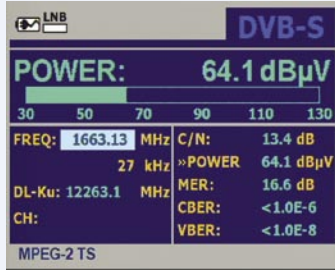 LNB
DVB-S
POWER: 64.1 dBµV
30 50 70 90 110 130
FREQ: 1663.13 MHz
27 kHz
DL-Ku: 12263.1 MHz
CH:
C/N: 13.4 dB
»POWER 64.1 dBµV
MER: 16.6 dB
CBER: <1.0E-6
VBER: <1.0E-8
MPEG-2 TS